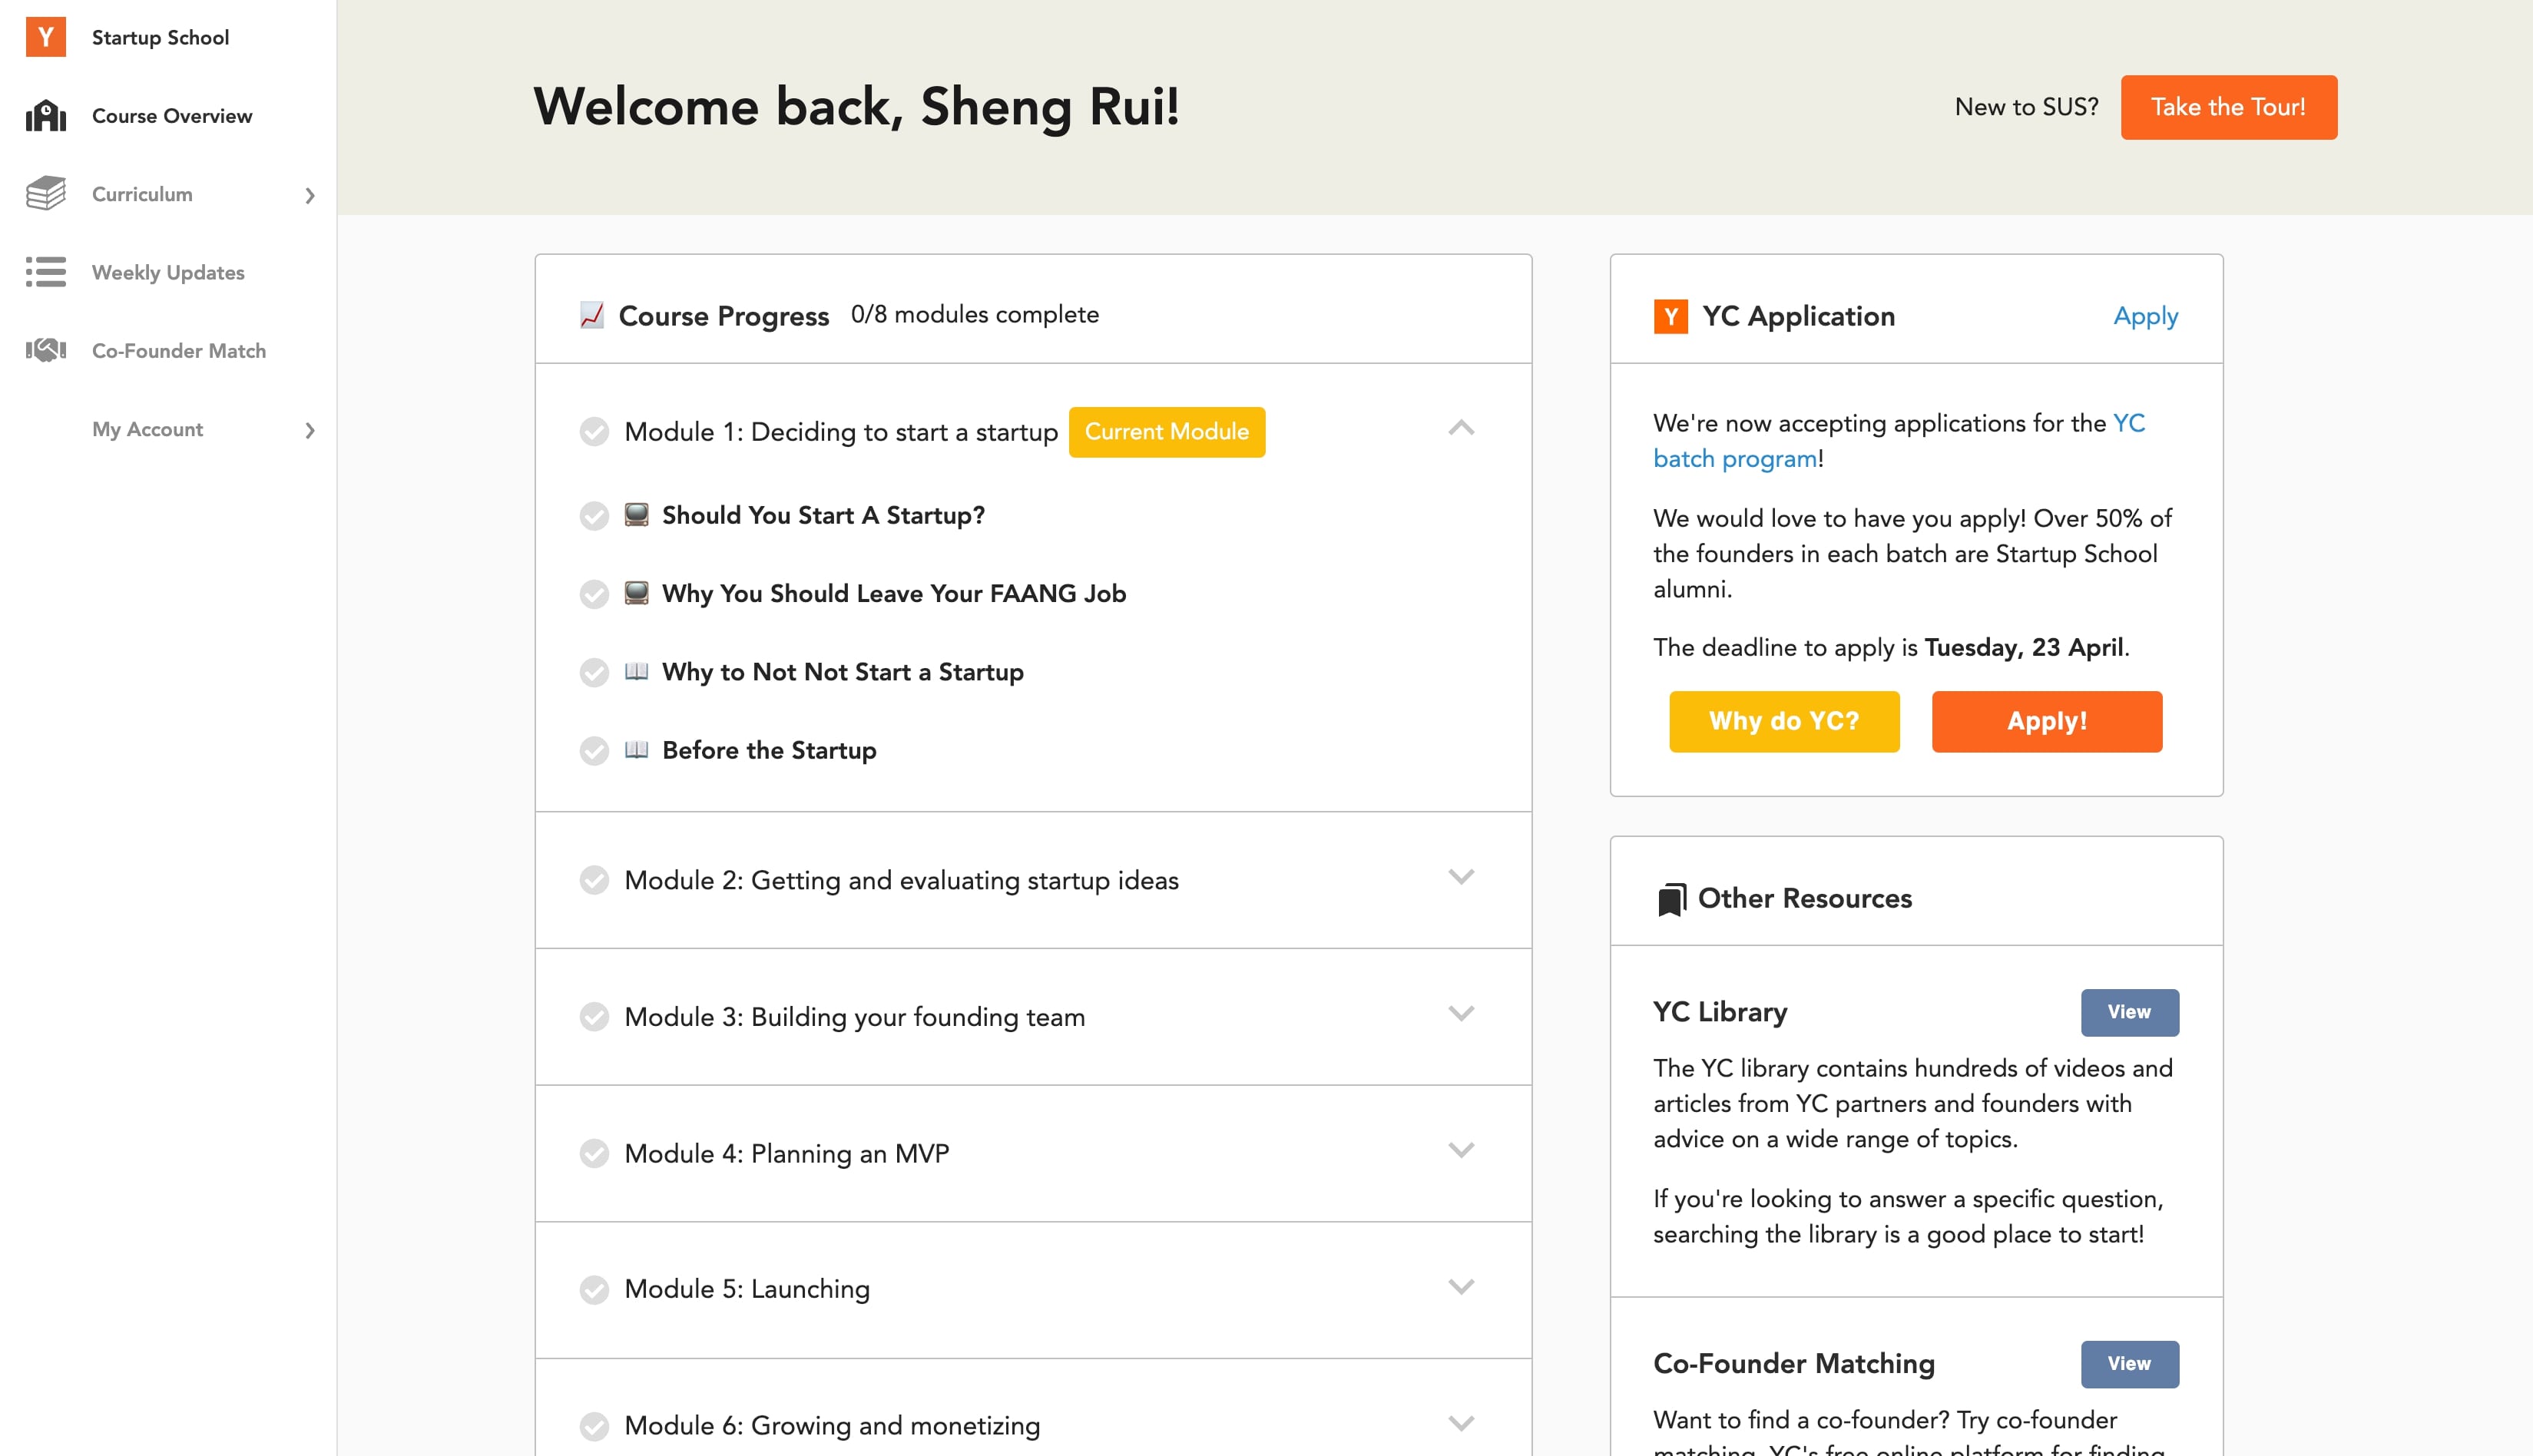 Y Startup School
Course Overview
Curriculum
Weekly Updates
Co-Founder Match
My Account
Welcome back, Sheng Rui!
New to SUS? Take the Tour!
Course Progress 0/8 modules complete
Module 1: Deciding to start a startup Current Module
Should You Start A Startup?
Why You Should Leave Your FAANG Job
Why to Not Not Start a Startup
Before the Startup
Module 2: Getting and evaluating startup ideas
Module 3: Building your founding team
Module 4: Planning an MVP
Module 5: Launching
Module 6: Growing and monetizing
Y YC Application Apply
We're now accepting applications for the YC
batch program!
We would love to have you apply! Over 50% of
the founders in each batch are Startup School
alumni.
The deadline to apply is Tuesday, 23 April.
Why do YC? Apply!
Other Resources
YC Library View
The YC library contains hundreds of videos and
articles from YC partners and founders with
advice on a wide range of topics.
If you're looking to answer a specific question,
searching the library is a good place to start!
Co-Founder Matching View
Want to find a co-founder? Try co-founder
matching, YC's free online platform for finding